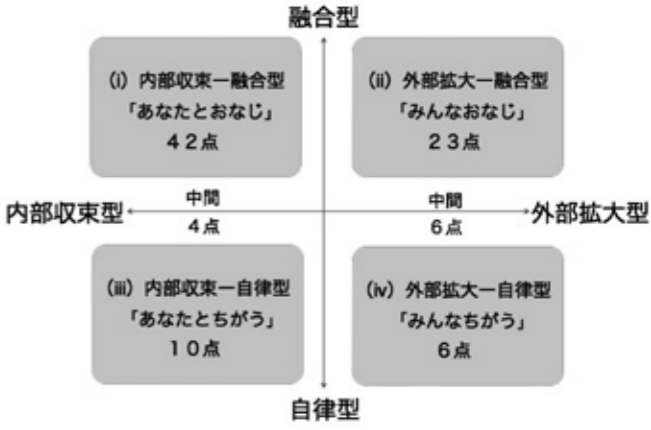 融合型
(i) 内部収束ー融合型
「あなたとおなじ」
42点
(ii) 外部拡大ー融合型
「みんなおなじ」
23点
内部収束型
中間
4点
中間
6点
外部拡大型
(iii) 内部収束ー自律型
「あなたとちがう」
10点
(iv) 外部拡大ー自律型
「みんなちがう」
6点
自律型